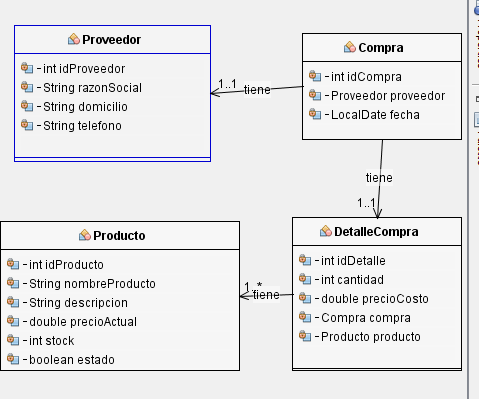 Proveedor
-int idProveedor
-String razonSocial
-String domicilio
-String telefono
1..1
tiene
Compra
-int idCompra
-Proveedor proveedor
-LocalDate fecha
tiene
1..1
Producto
-int idProducto
-String nombreProducto
-String descripcion
-double precioActual
-int stock
-boolean estado
1..*
tiene
DetalleCompra
-int idDetalle
-int cantidad
-double precioCosto
-Compra compra
-Producto producto